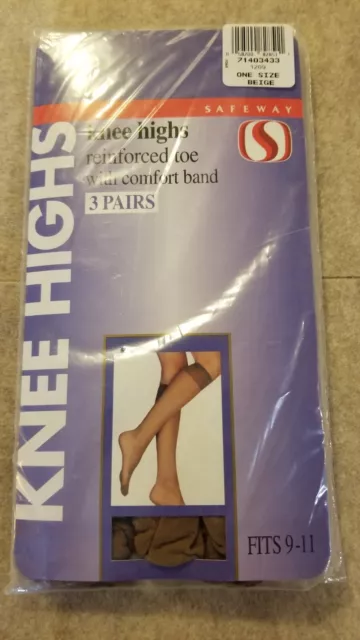 71403433
1269
ONE SIZE
BEIGE
SAFEWAY
S
knee highs
reinforced toe
with comfort band
3 PAIRS
KNEE HIGHS
FITS 9-11